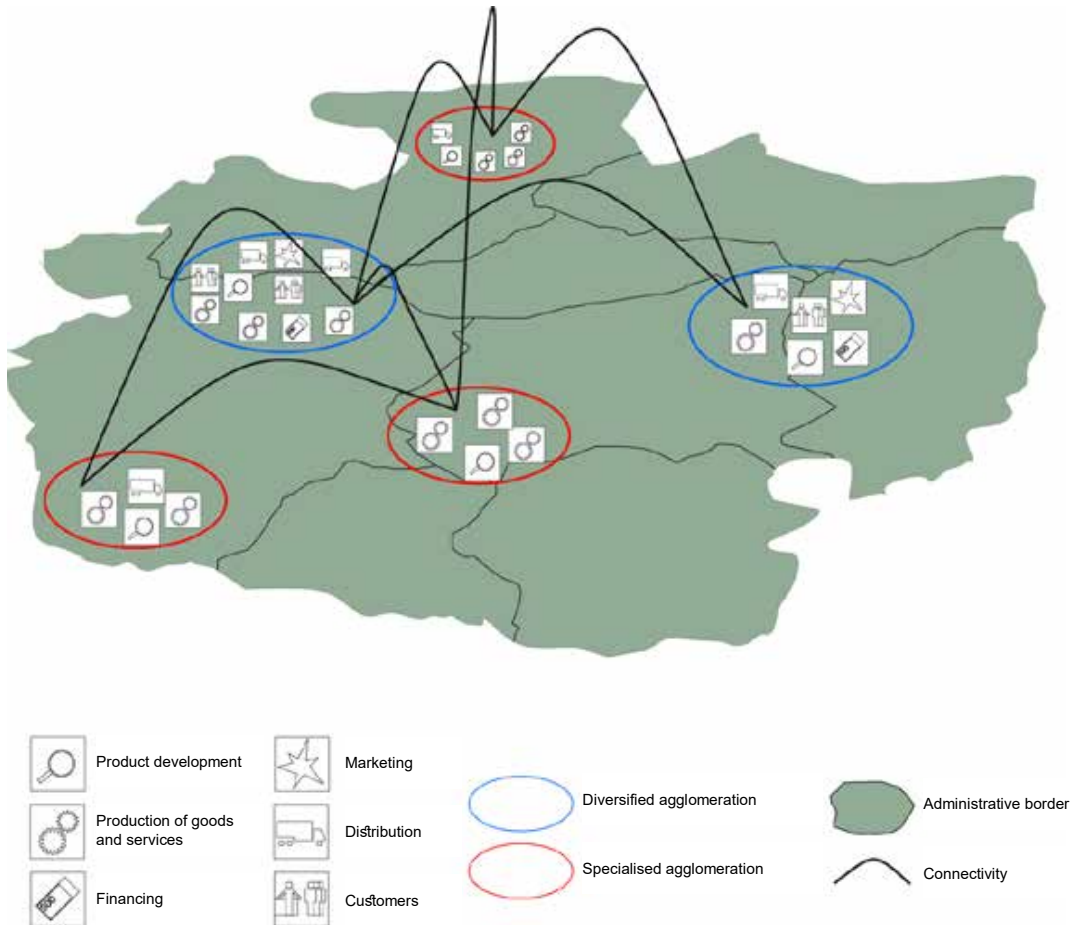 Product development
Marketing
Production of goods
and services
Distribution
Financing
Customers
Diversified agglomeration
Specialised agglomeration
Administrative border
Connectivity